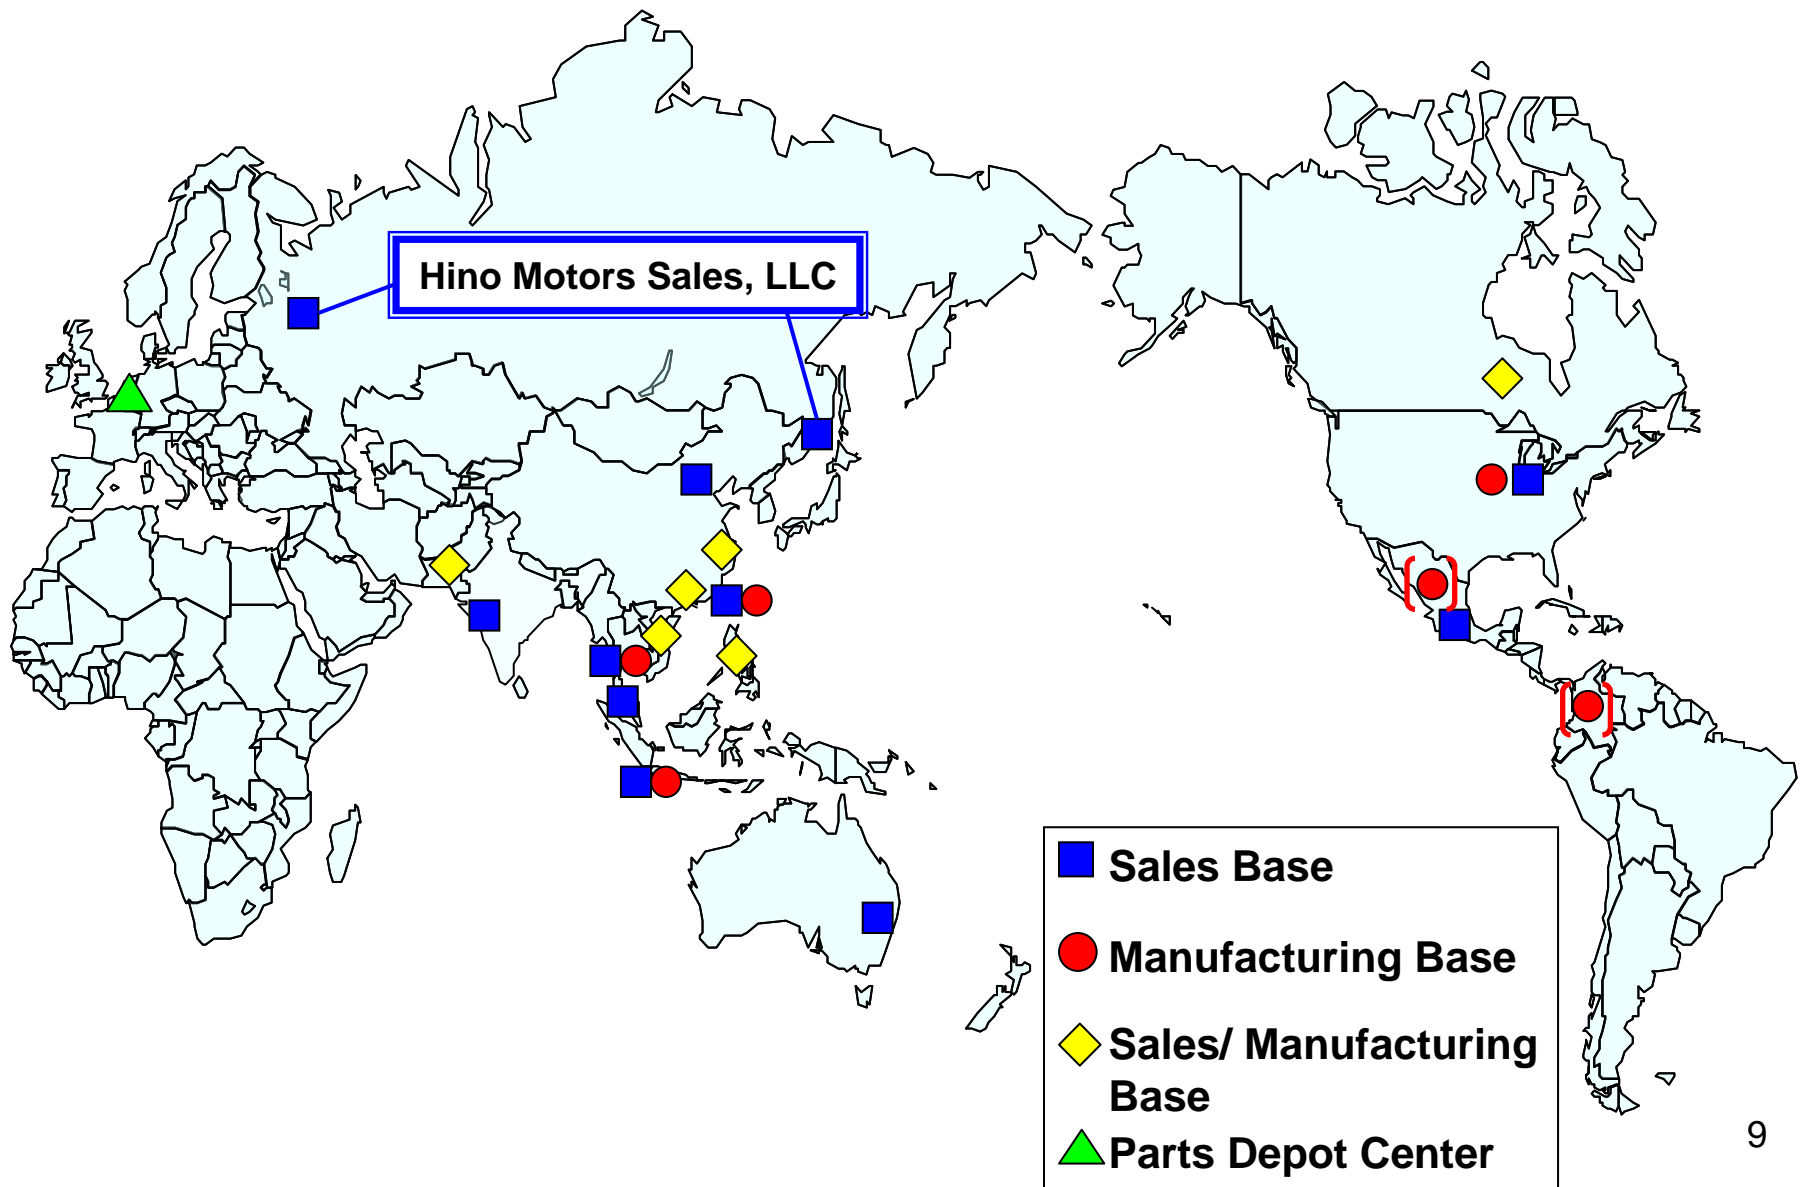 Hino Motors Sales, LLC
Sales Base
Manufacturing Base
Sales/ Manufacturing
Base
Parts Depot Center
9